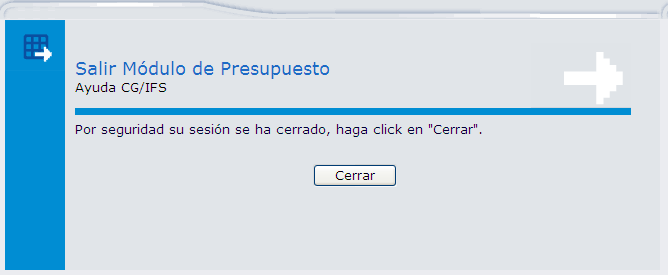 Salir Módulo de Presupuesto
Ayuda CG/IFS
Por seguridad su sesión se ha cerrado, haga click en "Cerrar".
Cerrar